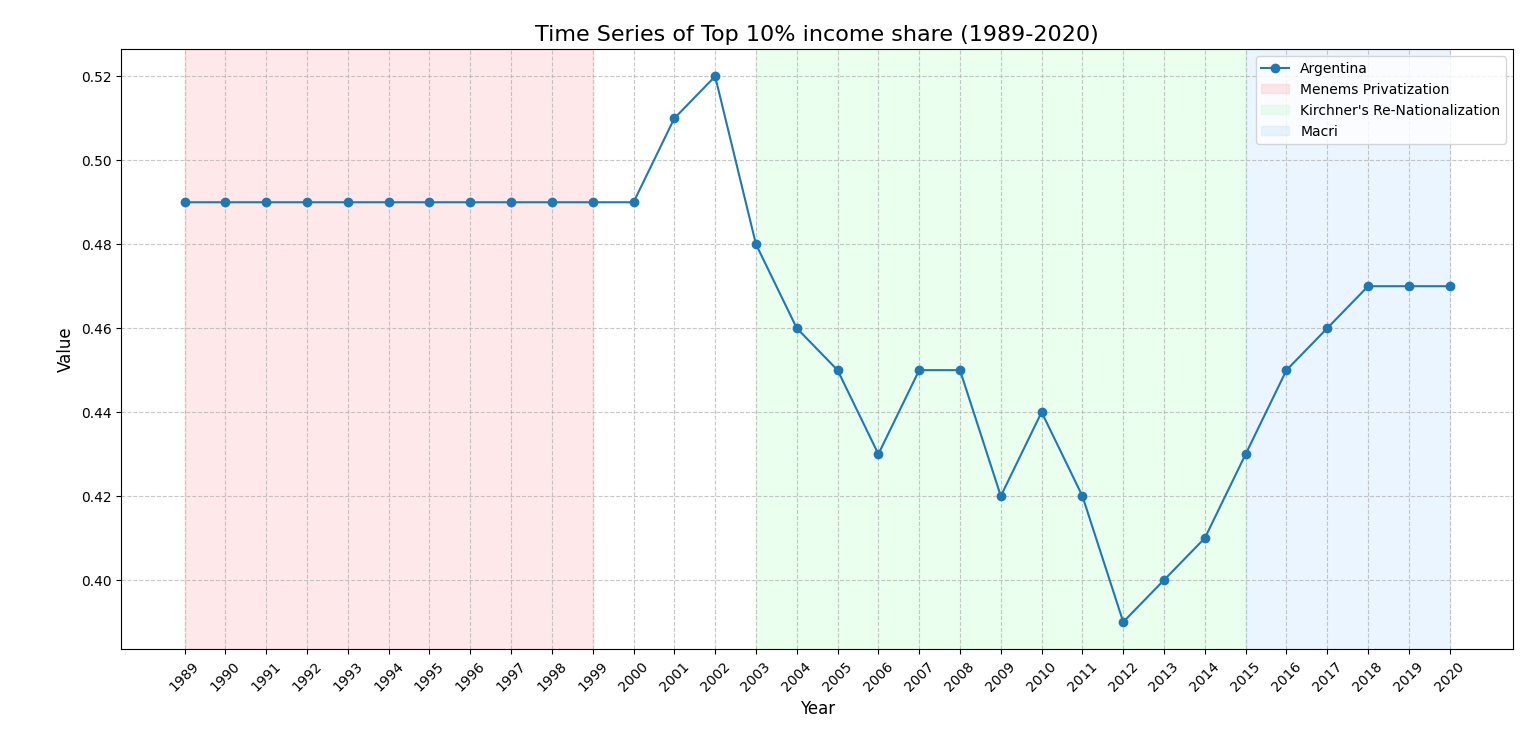 Time Series of Top 10% income share (1989-2020)
Argentina
Menems Privatization
Kirchner's Re-Nationalization
Macri
Value
0.52
0.50
0.48
0.46
0.44
0.42
0.40
1989 1990 1991 1992 1993 1994 1995 1996 1997 1998 1999 2000 2001 2002 2003 2004 2005 2006 2007 2008 2009 2010 2011 2012 2013 2014 2015 2016 2017 2018 2019 2020
Year